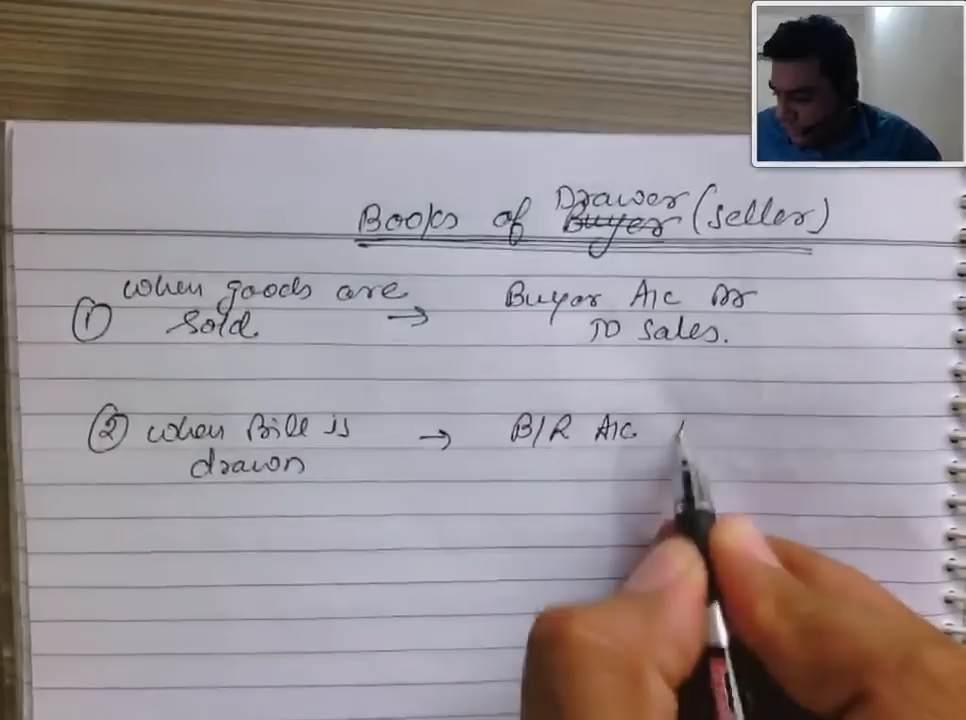 Books of Drawer Buyer (seller)
① when goods are sold → Buyer A/c Dr
To sales.
② when Bill is drawn → B/R A/c